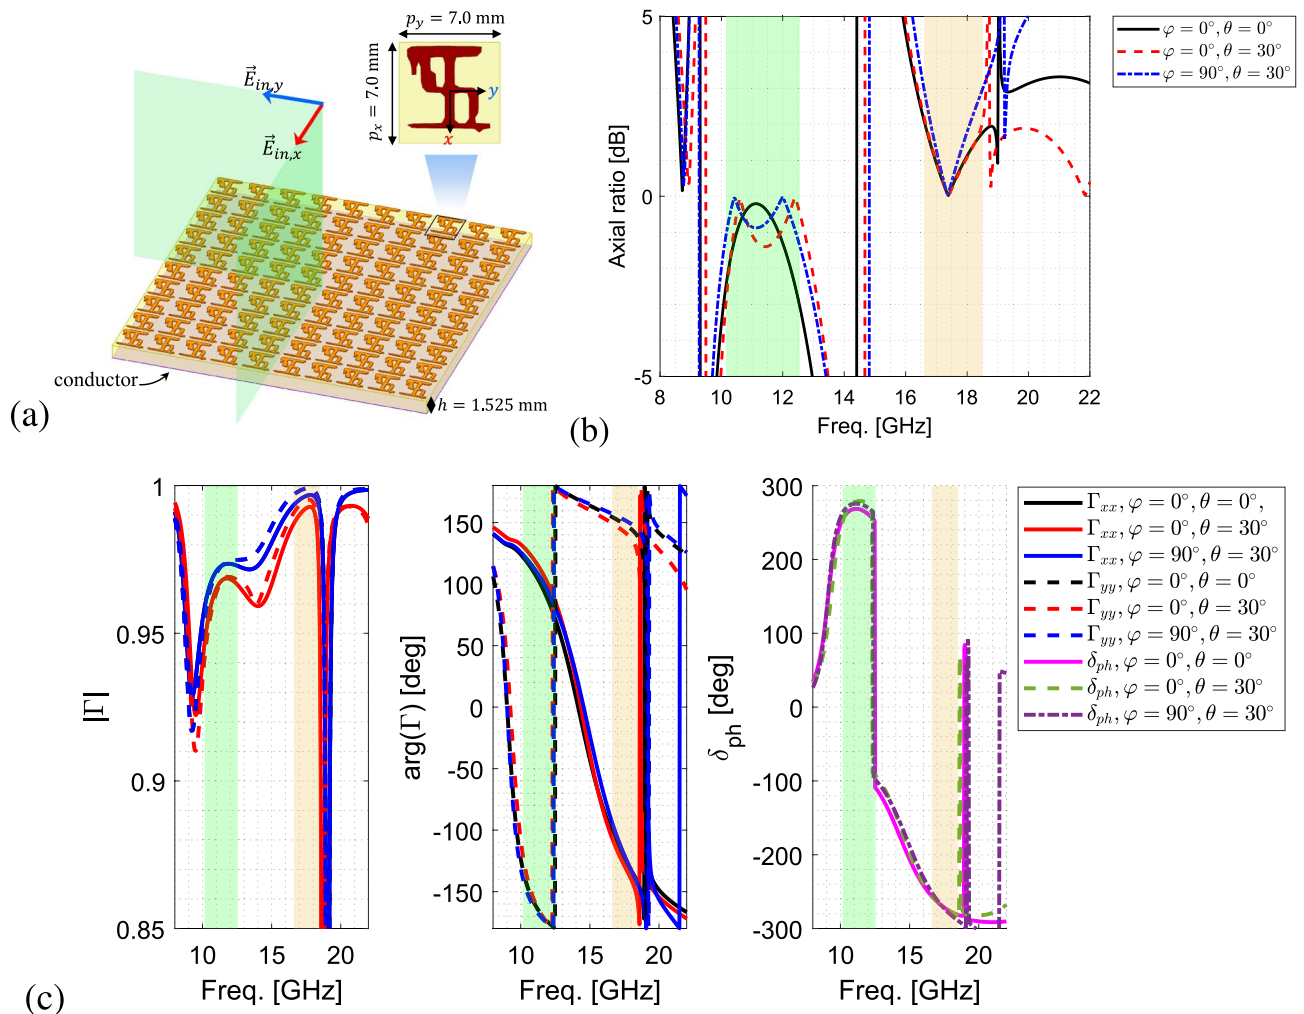 p_y = 7.0 mm
p_x = 7.0 mm
y
x
E⃗_{in,y}
E⃗_{in,x}
conductor
h = 1.525 mm
(a)
5
0
-5
Axial ratio [dB]
8 10 12 14 16 18 20 22
Freq. [GHz]
φ = 0°, θ = 0°
φ = 0°, θ = 30°
φ = 90°, θ = 30°
(b)
1
0.95
0.9
0.85
|Γ|
10 15 20
Freq. [GHz]
150
100
50
0
-50
-100
-150
arg(Γ) [deg]
10 15 20
Freq. [GHz]
300
200
100
0
-100
-200
-300
δ_ph [deg]
10 15 20
Freq. [GHz]
Γ_xx, φ = 0°, θ = 0°,
Γ_xx, φ = 0°, θ = 30°
Γ_xx, φ = 90°, θ = 30°
Γ_yy, φ = 0°, θ = 0°
Γ_yy, φ = 0°, θ = 30°
Γ_yy, φ = 90°, θ = 30°
δ_ph, φ = 0°, θ = 0°
δ_ph, φ = 0°, θ = 30°
δ_ph, φ = 90°, θ = 30°
(c)